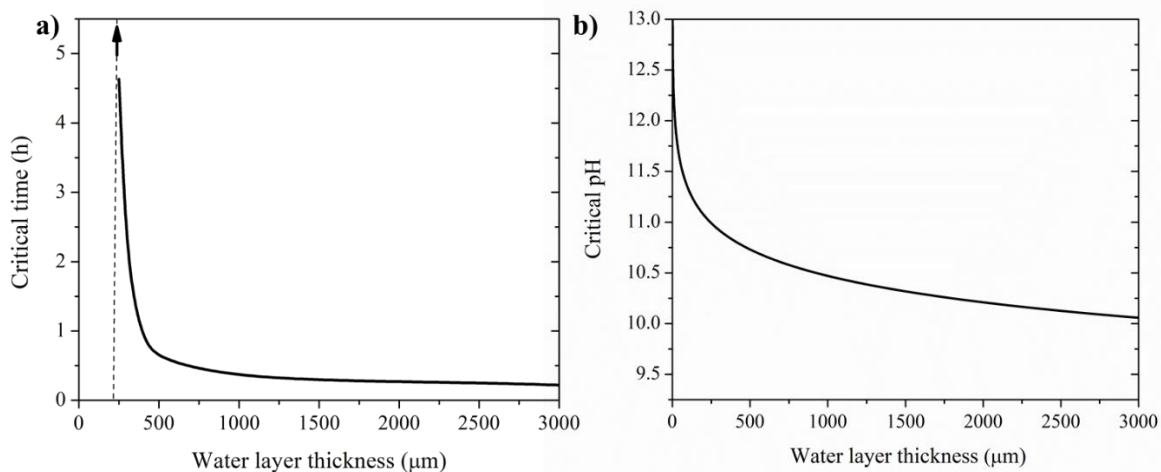 a)
Critical time (h)
5
4
3
2
1
0
0 500 1000 1500 2000 2500 3000
Water layer thickness (μm)
b)
Critical pH
13.0
12.5
12.0
11.5
11.0
10.5
10.0
9.5
0 500 1000 1500 2000 2500 3000
Water layer thickness (μm)